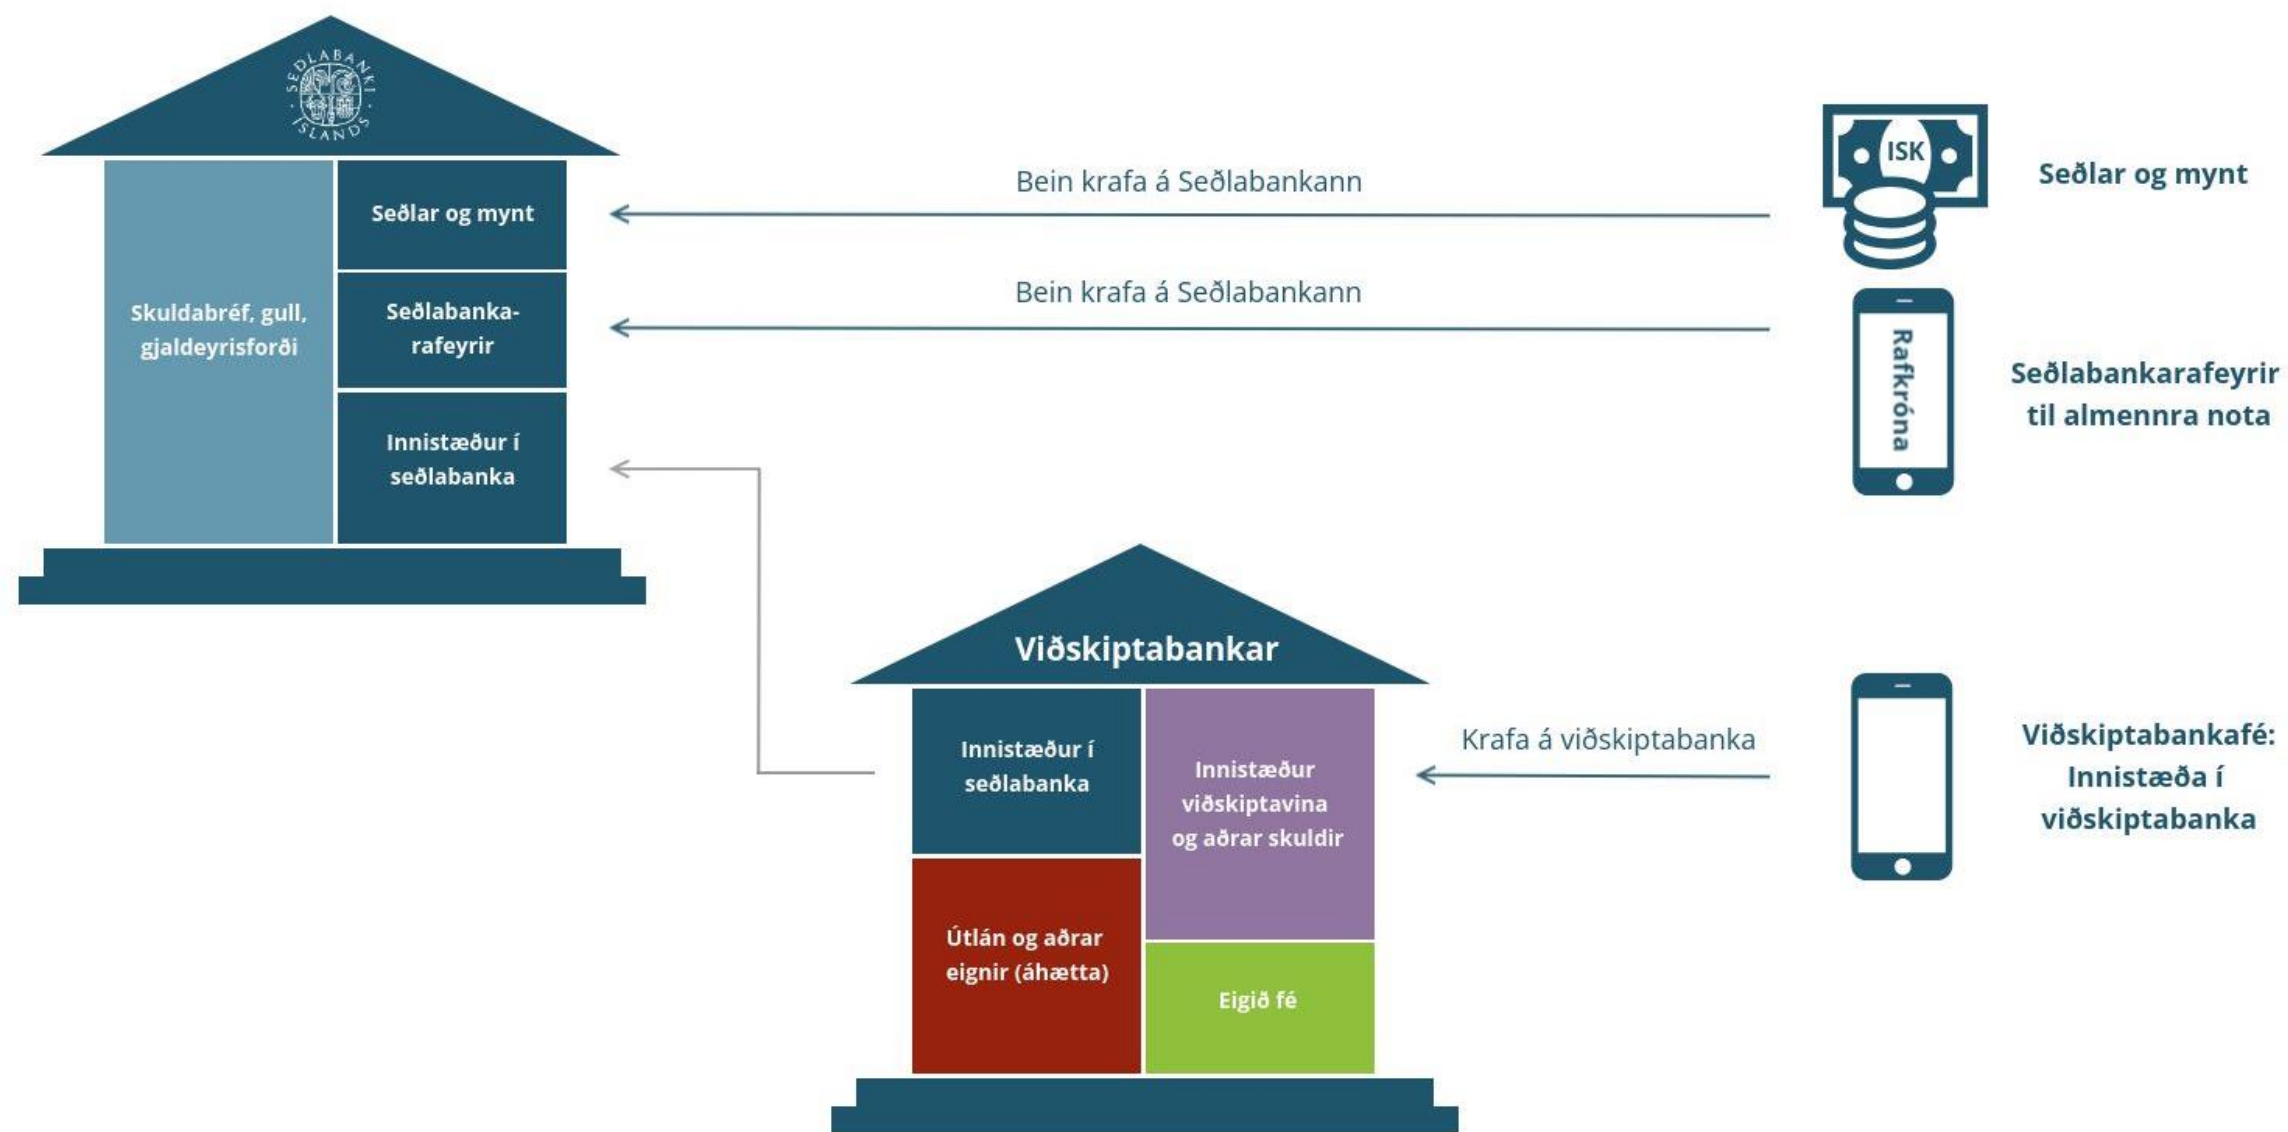 SEÐLABANKI
ÍSLANDS
Skuldabréf, gull,
gjaldeyrisforði
Seðlar og mynt
Seðlabanka-
rafeyrir
Innistæður í
seðlabanka
Bein krafa á Seðlabankann
Bein krafa á Seðlabankann
ISK
Seðlar og mynt
Rafkróna
Seðlabankarafeyrir
til almennra nota
Viðskiptabankar
Innistæður í
seðlabanka
Útlán og aðrar
eignir (áhætta)
Innistæður
viðskiptavina
og aðrar skuldir
Eigið fé
Krafa á viðskiptabanka
Viðskiptabankafé:
Innistæða í
viðskiptabanka